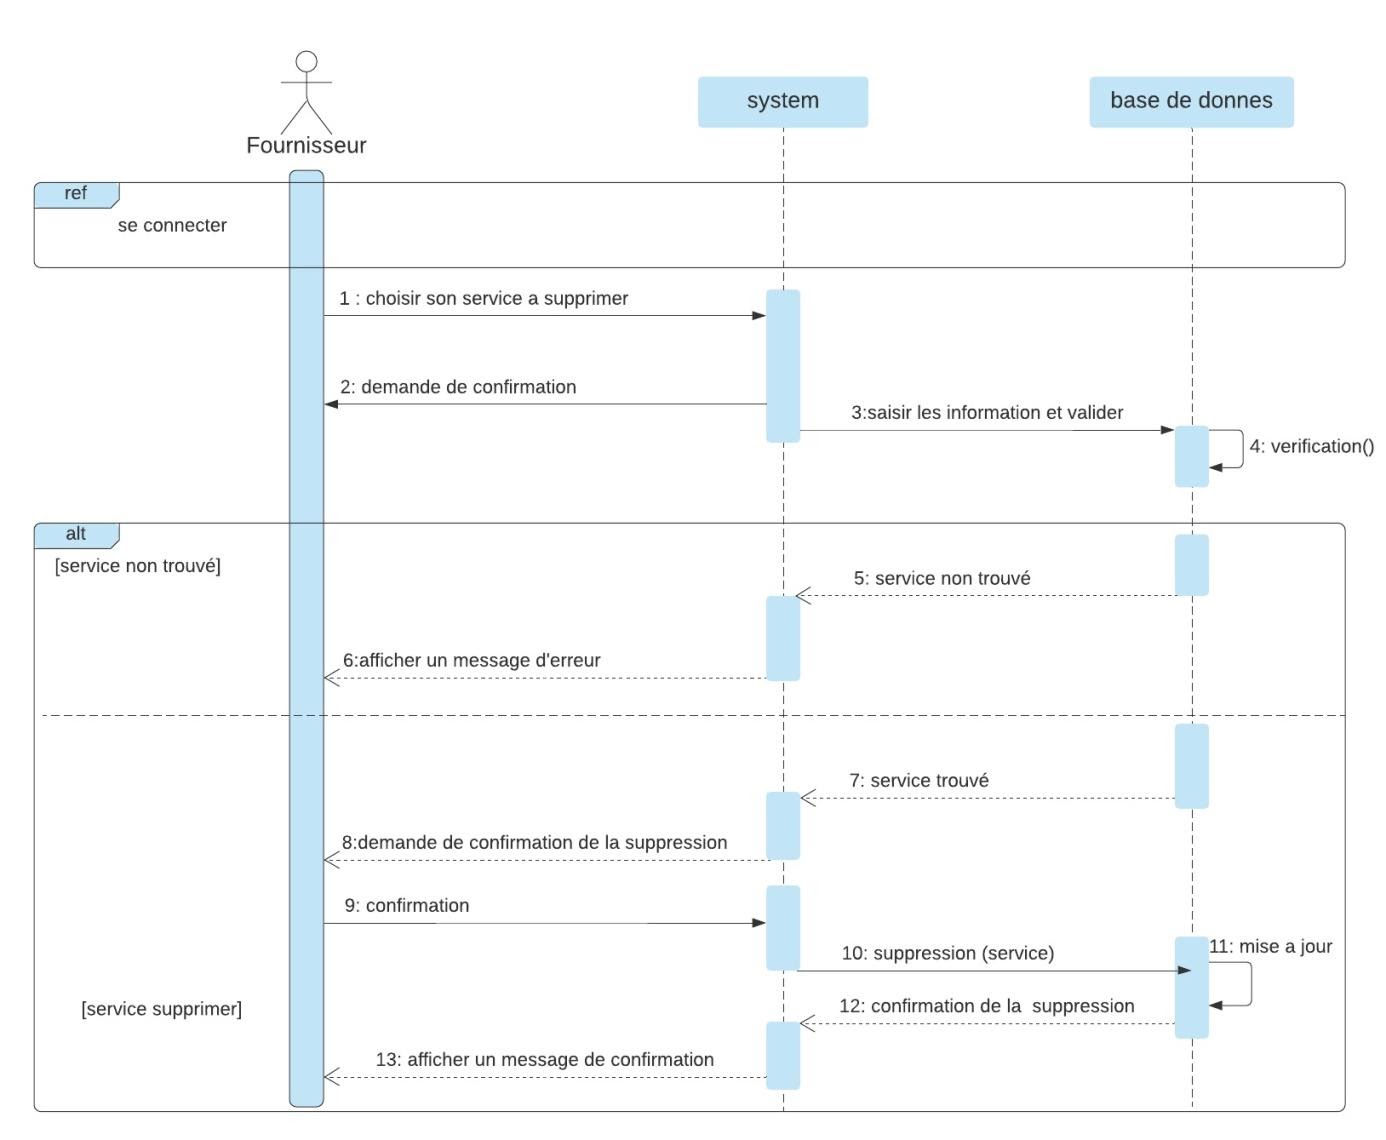 system
base de donnes
Fournisseur
ref
se connecter
1 : choisir son service a supprimer
2: demande de confirmation
3:saisir les information et valider
4: verification()
alt
[service non trouvé]
5: service non trouvé
6:afficher un message d'erreur
7: service trouvé
8:demande de confirmation de la suppression
9: confirmation
11: mise a jour
10: suppression (service)
[service supprimer]
12: confirmation de la  suppression
13: afficher un message de confirmation